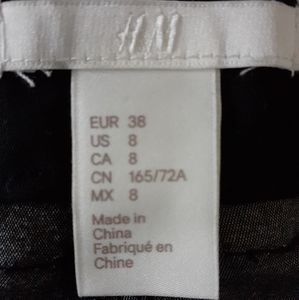 H&M
EUR 38
US 8
CA 8
CN 165/72A
MX 8
Made in
China
Fabriqué en
Chine